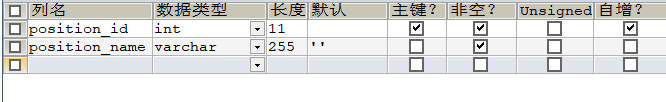 列名 数据类型 长度 默认 主键? 非空? Unsigned 自增?
position_id int 11
position_name varchar 255 ''